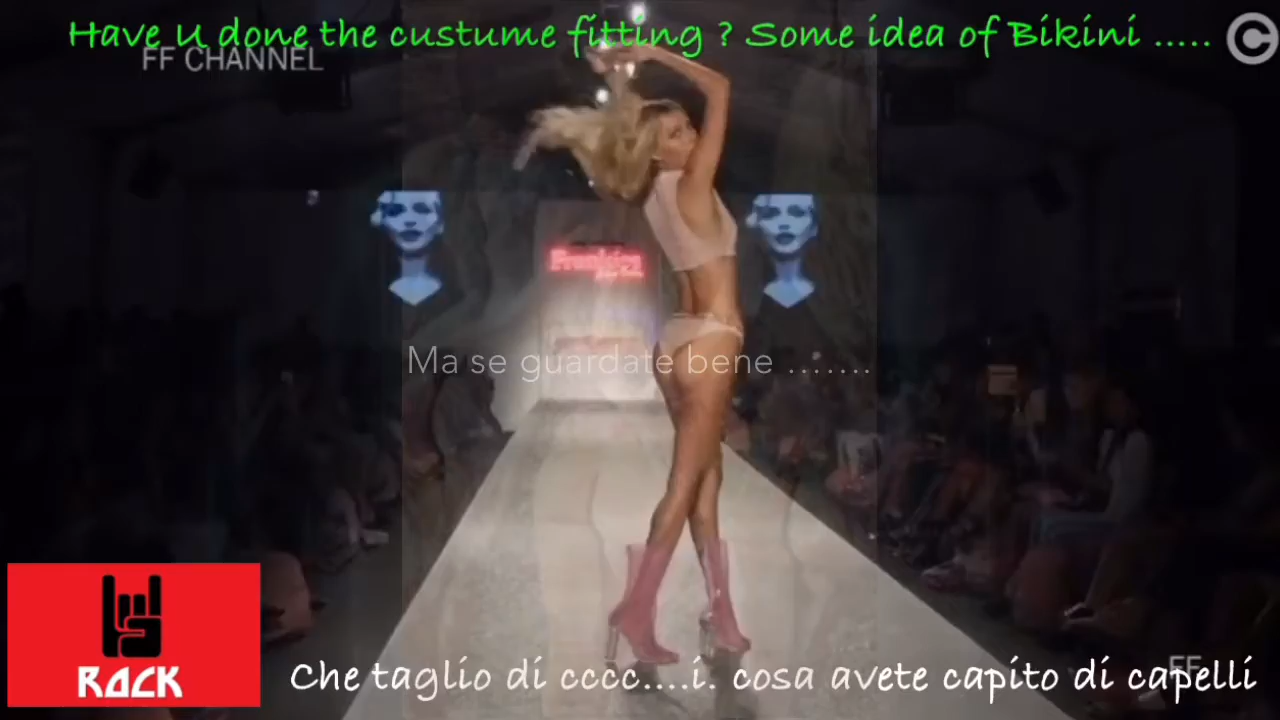 Have U done the custume fitting ? Some idea of Bikini .....
©
FF CHANNEL
Ma se guardate bene .......
ROCK
FF
Che taglio di cccc....i. cosa avete capito di capelli